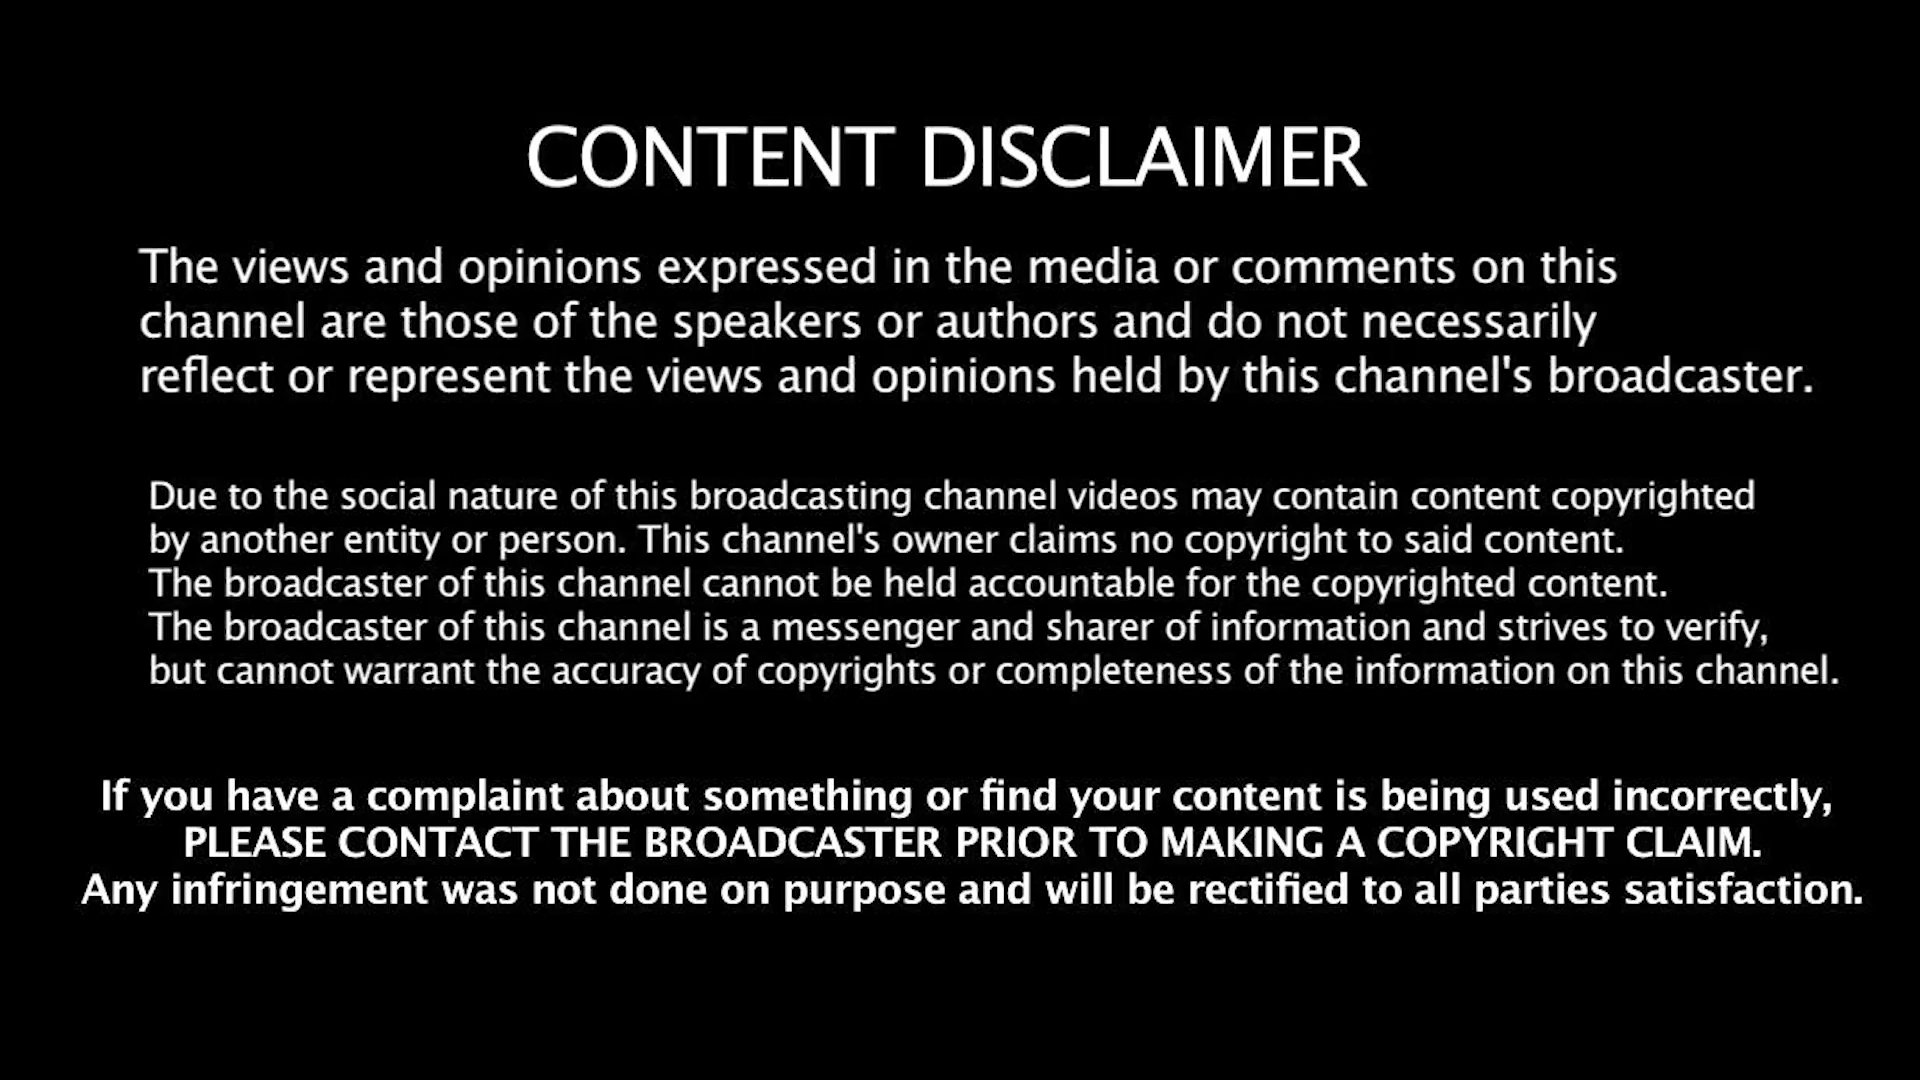 CONTENT DISCLAIMER
The views and opinions expressed in the media or comments on this
channel are those of the speakers or authors and do not necessarily
reflect or represent the views and opinions held by this channel's broadcaster.
Due to the social nature of this broadcasting channel videos may contain content copyrighted
by another entity or person. This channel's owner claims no copyright to said content.
The broadcaster of this channel cannot be held accountable for the copyrighted content.
The broadcaster of this channel is a messenger and sharer of information and strives to verify,
but cannot warrant the accuracy of copyrights or completeness of the information on this channel.
If you have a complaint about something or find your content is being used incorrectly,
PLEASE CONTACT THE BROADCASTER PRIOR TO MAKING A COPYRIGHT CLAIM.
Any infringement was not done on purpose and will be rectified to all parties satisfaction.